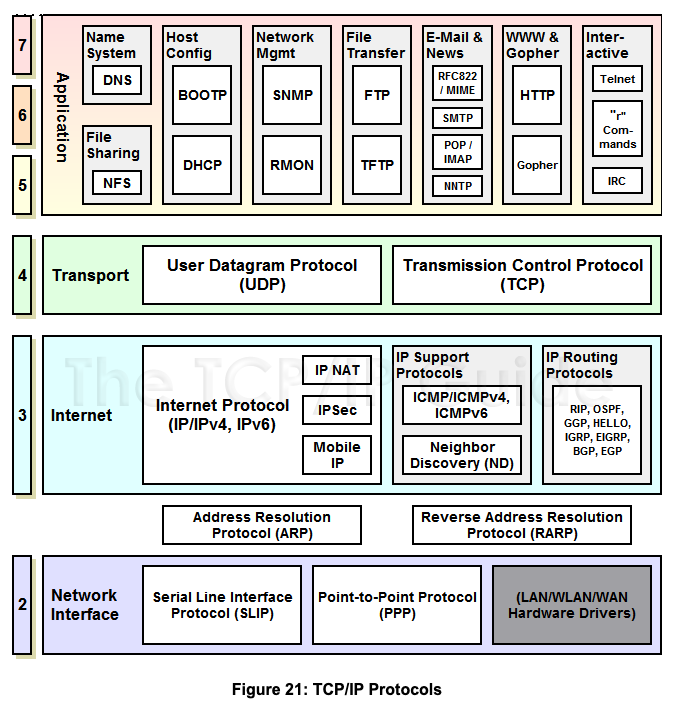 7
6
5
Application
Name
System
DNS
File
Sharing
NFS
Host
Config
BOOTP
DHCP
Network
Mgmt
SNMP
RMON
File
Transfer
FTP
TFTP
E-Mail &
News
RFC822
/ MIME
SMTP
POP /
IMAP
NNTP
WWW &
Gopher
HTTP
Gopher
Inter-
active
Telnet
"r"
Com-
mands
IRC
4
Transport
User Datagram Protocol
(UDP)
Transmission Control Protocol
(TCP)
The TCP/IP Guide
3
Internet
Internet Protocol
(IP/IPv4, IPv6)
IP NAT
IPSec
Mobile
IP
IP Support
Protocols
ICMP/ICMPv4,
ICMPv6
Neighbor
Discovery (ND)
IP Routing
Protocols
RIP, OSPF,
GGP, HELLO,
IGRP, EIGRP,
BGP, EGP
Address Resolution
Protocol (ARP)
Reverse Address Resolution
Protocol (RARP)
2
Network
Interface
Serial Line Interface
Protocol (SLIP)
Point-to-Point Protocol
(PPP)
(LAN/WLAN/WAN
Hardware Drivers)
Figure 21: TCP/IP Protocols